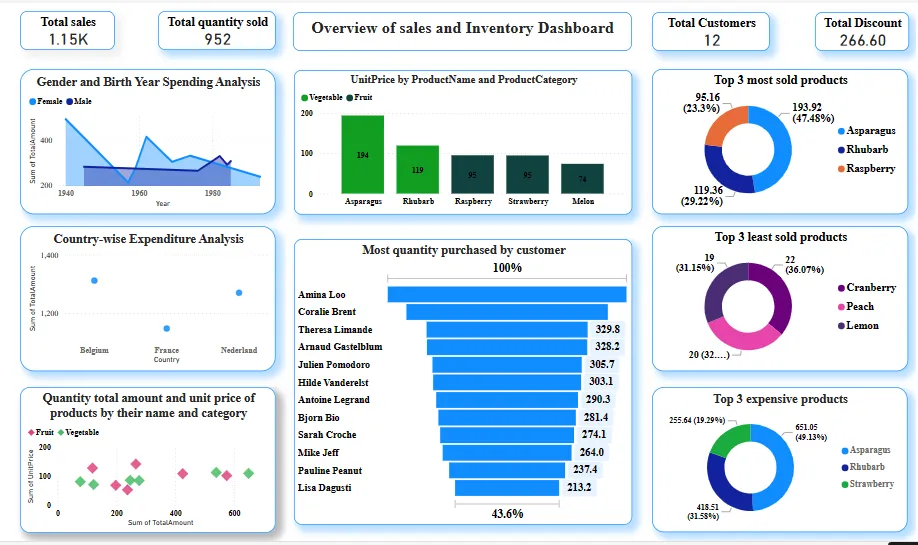 Total sales
1.15K
Total quantity sold
952
Overview of sales and Inventory Dashboard
Total Customers
12
Total Discount
266.60
Gender and Birth Year Spending Analysis
Female Male
Sum of TotalAmount
400
200
1940 1960 1980
Year
UnitPrice by ProductName and ProductCategory
Vegetable Fruit
200
100
0
194
119
95
95
74
Asparagus Rhubarb Raspberry Strawberry Melon
Top 3 most sold products
95.16
(23.3%)
193.92
(47.48%)
119.36
(29.22%)
Asparagus
Rhubarb
Raspberry
Country-wise Expenditure Analysis
Sum of TotalAmount
1,400
1,200
Belgium France Nederland
Country
Most quantity purchased by customer
100%
Amina Loo
Coralie Brent
Theresa Limande 329.8
Arnaud Gastelblum 328.2
Julien Pomodoro 305.7
Hilde Vanderelst 303.1
Antoine Legrand 290.3
Bjorn Bio 281.4
Sarah Croche 274.1
Mike Jeff 264.0
Pauline Peanut 237.4
Lisa Dagusti 213.2
43.6%
Top 3 least sold products
19
(31.15%)
22
(36.07%)
20 (32....)
Cranberry
Peach
Lemon
Quantity total amount and unit price of
products by their name and category
Fruit Vegetable
Sum of UnitPrice
200
100
0
0 200 400 600
Sum of TotalAmount
Top 3 expensive products
255.64 (19.29%)
651.05
(49.13%)
418.51
(31.58%)
Asparagus
Rhubarb
Strawberry